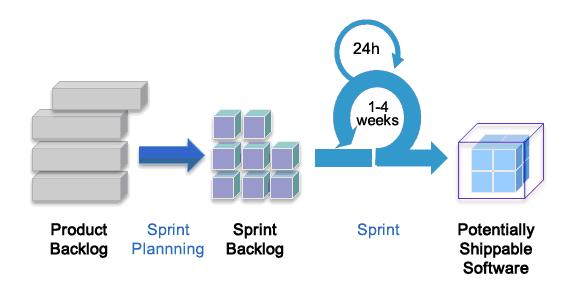 24h
1-4
weeks
Product
Backlog
Sprint
Plannning
Sprint
Backlog
Sprint
Potentially
Shippable
Software